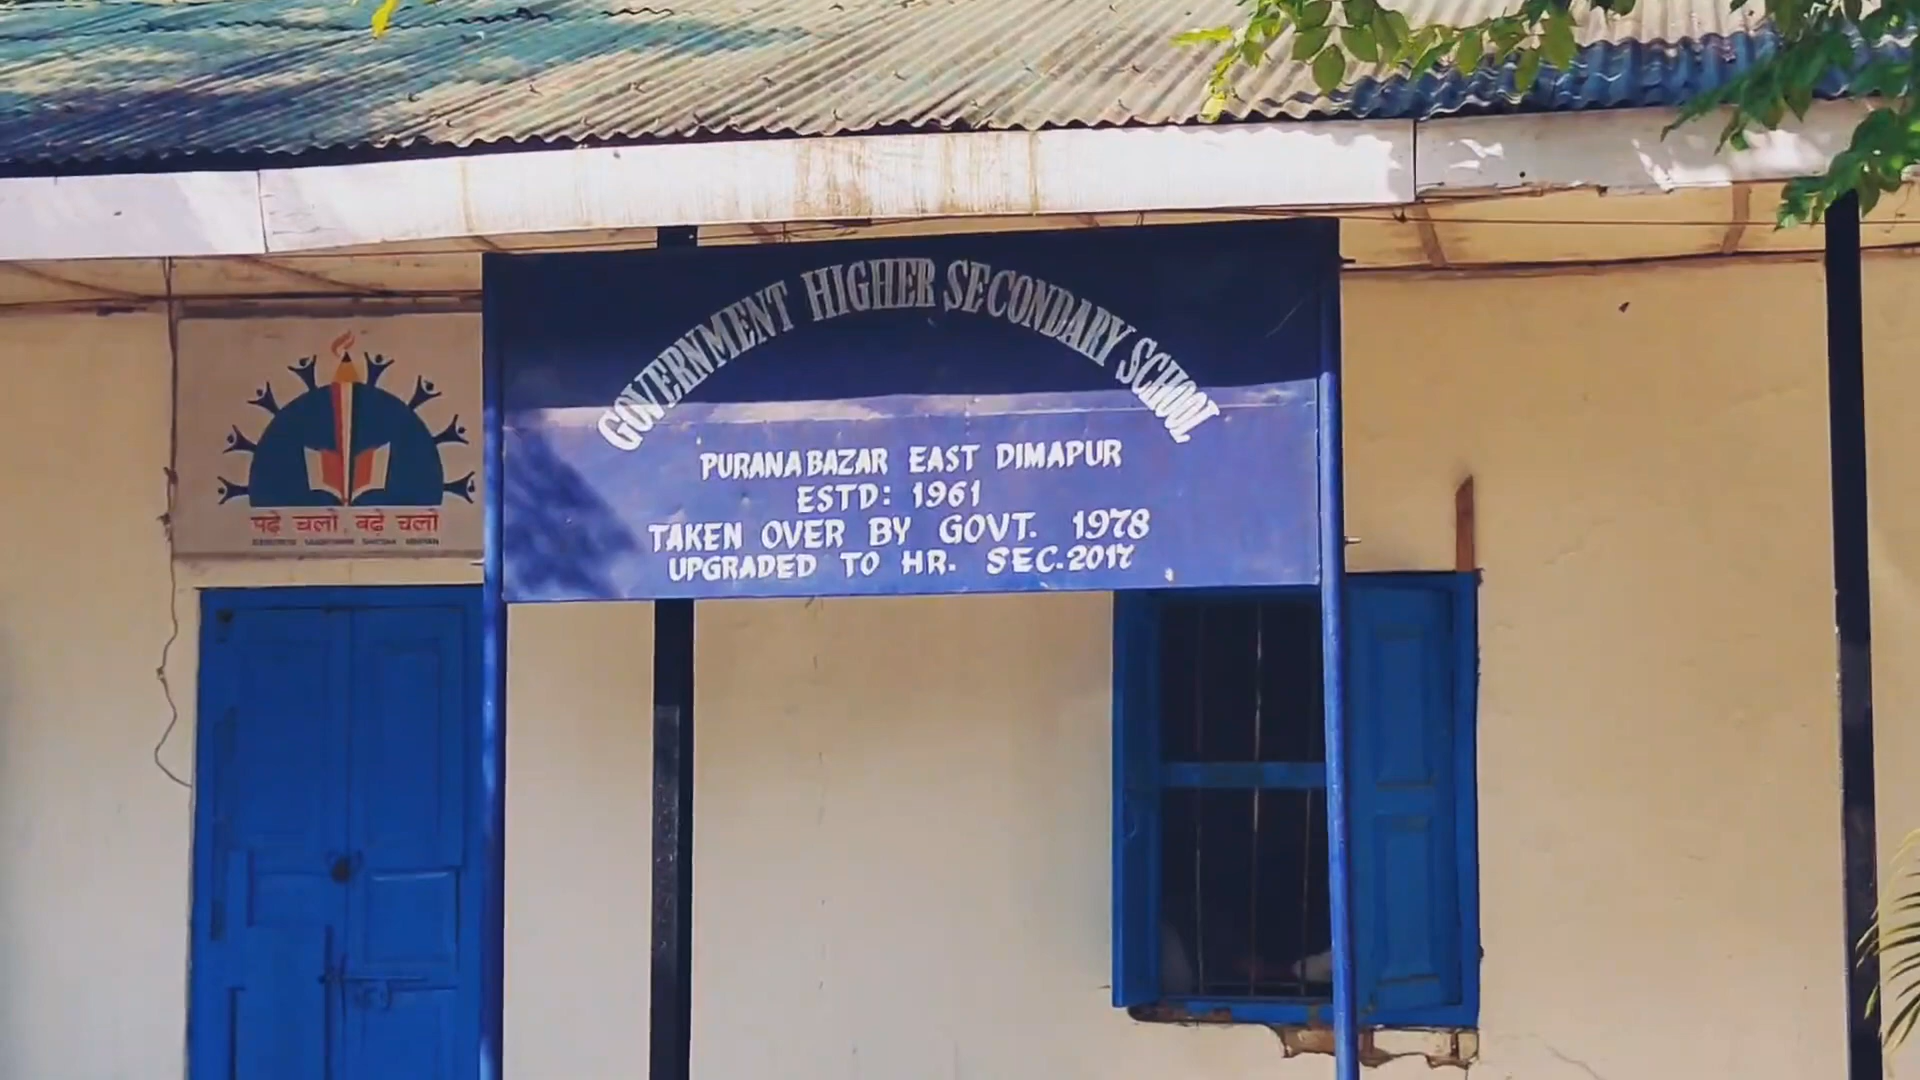 GOVERNMENT HIGHER SECONDARY SCHOOL
PURANA BAZAR EAST DIMAPUR
ESTD: 1961
TAKEN OVER BY GOVT. 1978
UPGRADED TO HR. SEC. 2017
पढ़े चलो, बढ़े चलो